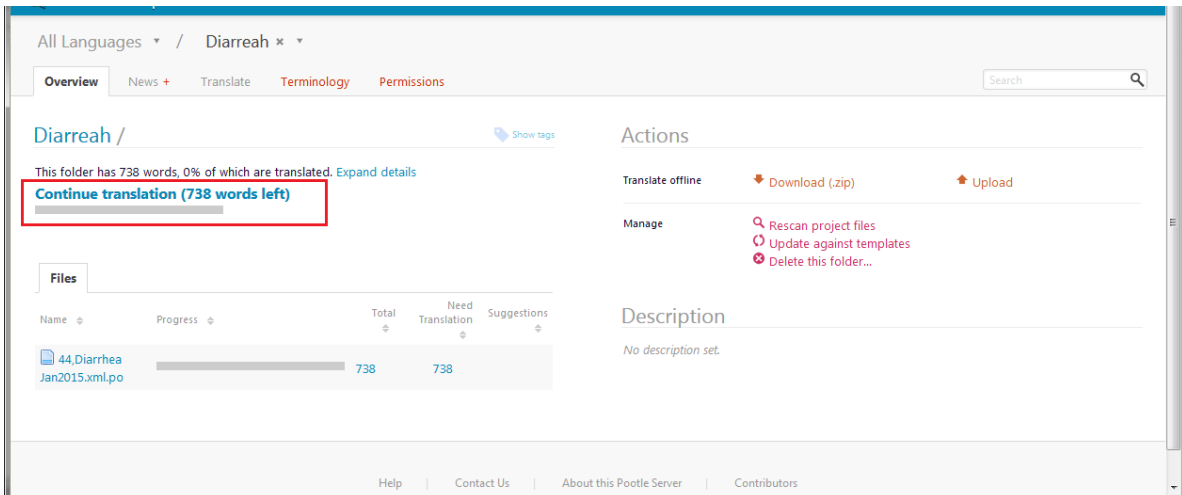 All Languages / Diarreah ×
Overview News + Translate Terminology Permissions Search
Diarreah /
Show tags
This folder has 738 words, 0% of which are translated. Expand details
Continue translation (738 words left)
Files
Name Progress Total Need Translation Suggestions
44,Diarrhea
Jan2015.xml.po
738 738
Actions
Translate offline Download (.zip) Upload
Manage Rescan project files
Update against templates
Delete this folder...
Description
No description set.
Help | Contact Us | About this Pootle Server | Contributors